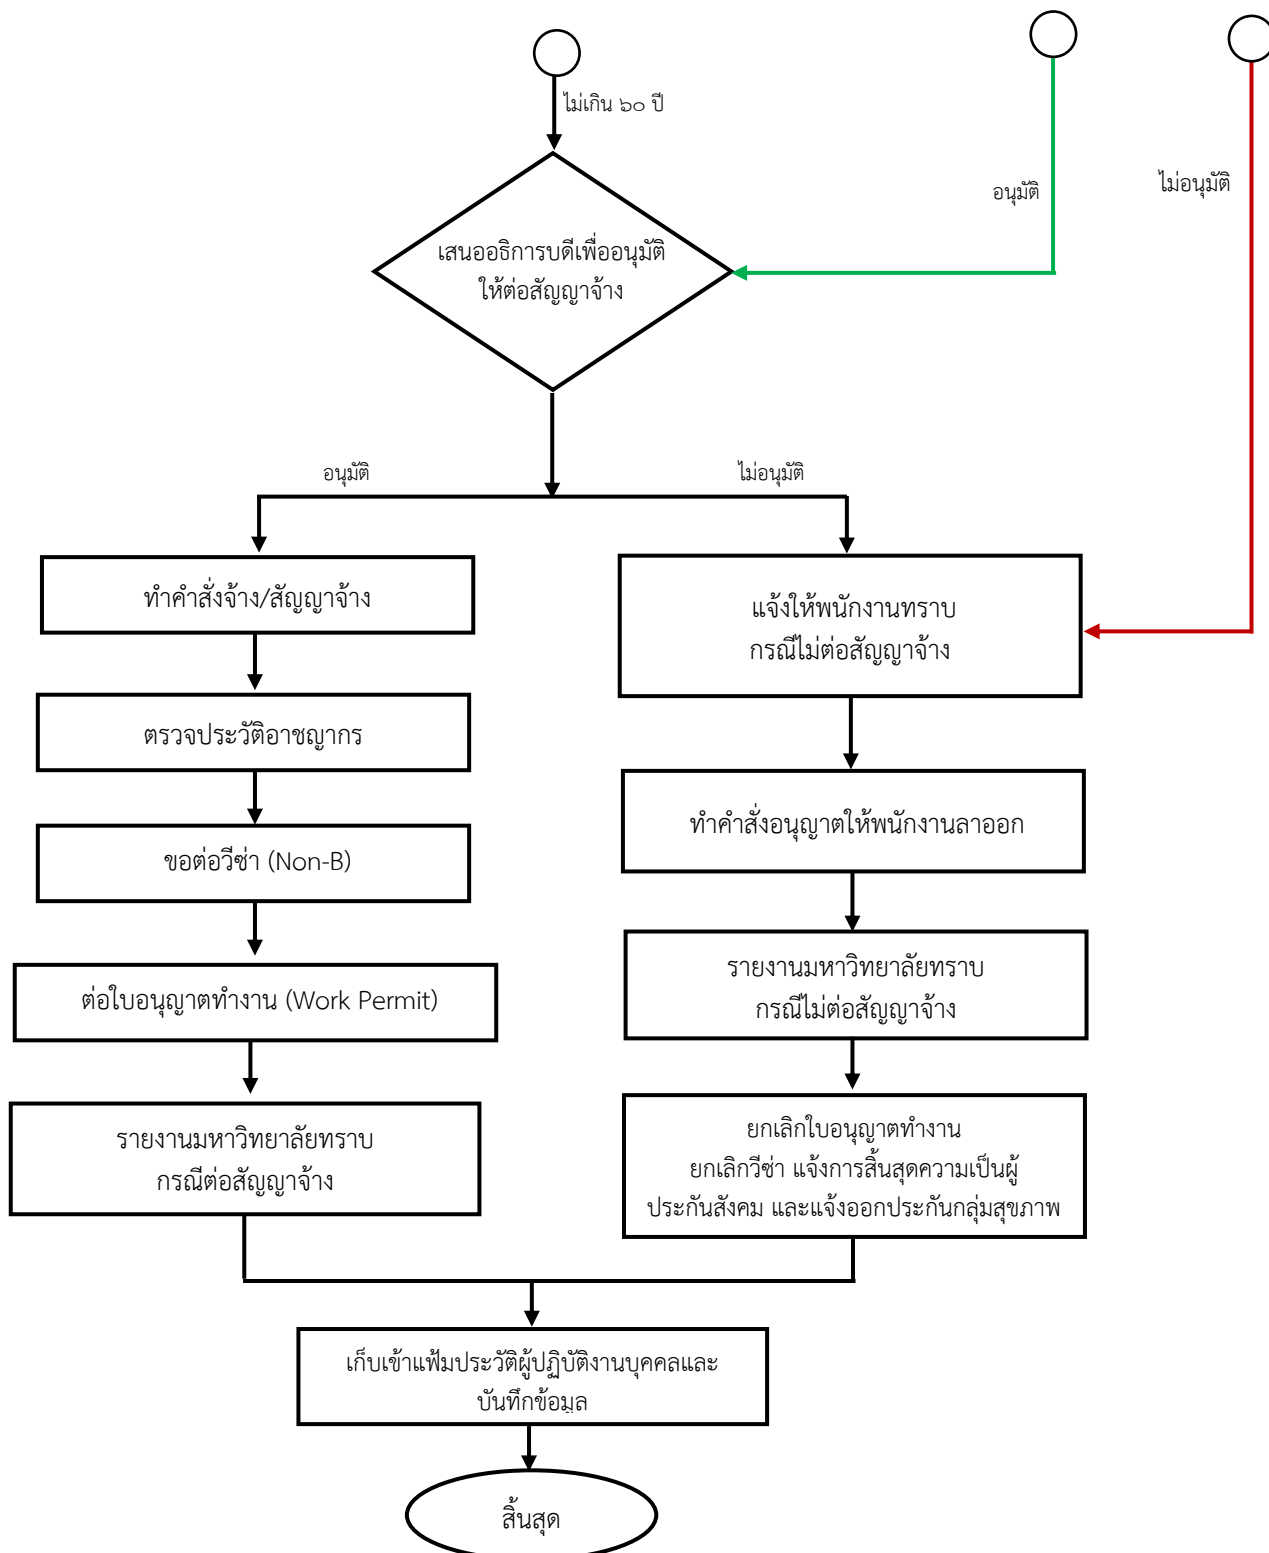 ไม่เกิน ๖๐ ปี
อนุมัติ
ไม่อนุมัติ
เสนออธิการบดีเพื่ออนุมัติ
ให้ต่อสัญญาจ้าง
อนุมัติ
ไม่อนุมัติ
ทำคำสั่งจ้าง/สัญญาจ้าง
ตรวจประวัติอาชญากร
ขอต่อวีซ่า (Non-B)
ต่อใบอนุญาตทำงาน (Work Permit)
รายงานมหาวิทยาลัยทราบ
กรณีต่อสัญญาจ้าง
แจ้งให้พนักงานทราบ
กรณีไม่ต่อสัญญาจ้าง
ทำคำสั่งอนุญาตให้พนักงานลาออก
รายงานมหาวิทยาลัยทราบ
กรณีไม่ต่อสัญญาจ้าง
ยกเลิกใบอนุญาตทำงาน
ยกเลิกวีซ่า แจ้งการสิ้นสุดความเป็นผู้
ประกันสังคม และแจ้งออกประกันกลุ่มสุขภาพ
เก็บเข้าแฟ้มประวัติผู้ปฏิบัติงานบุคคลและ
บันทึกข้อมูล
สิ้นสุด